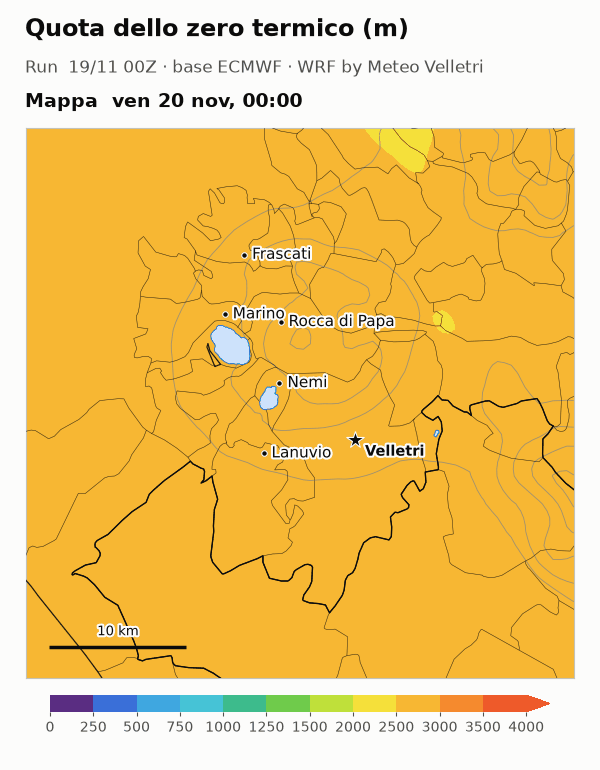 Quota dello zero termico (m)
Run  19/11 00Z · base ECMWF · WRF by Meteo Velletri
Mappa  ven 20 nov, 00:00
Frascati
Marino
Rocca di Papa
Nemi
Velletri
Lanuvio
10 km
0 250 500 750 1000 1250 1500 2000 2500 3000 3500 4000